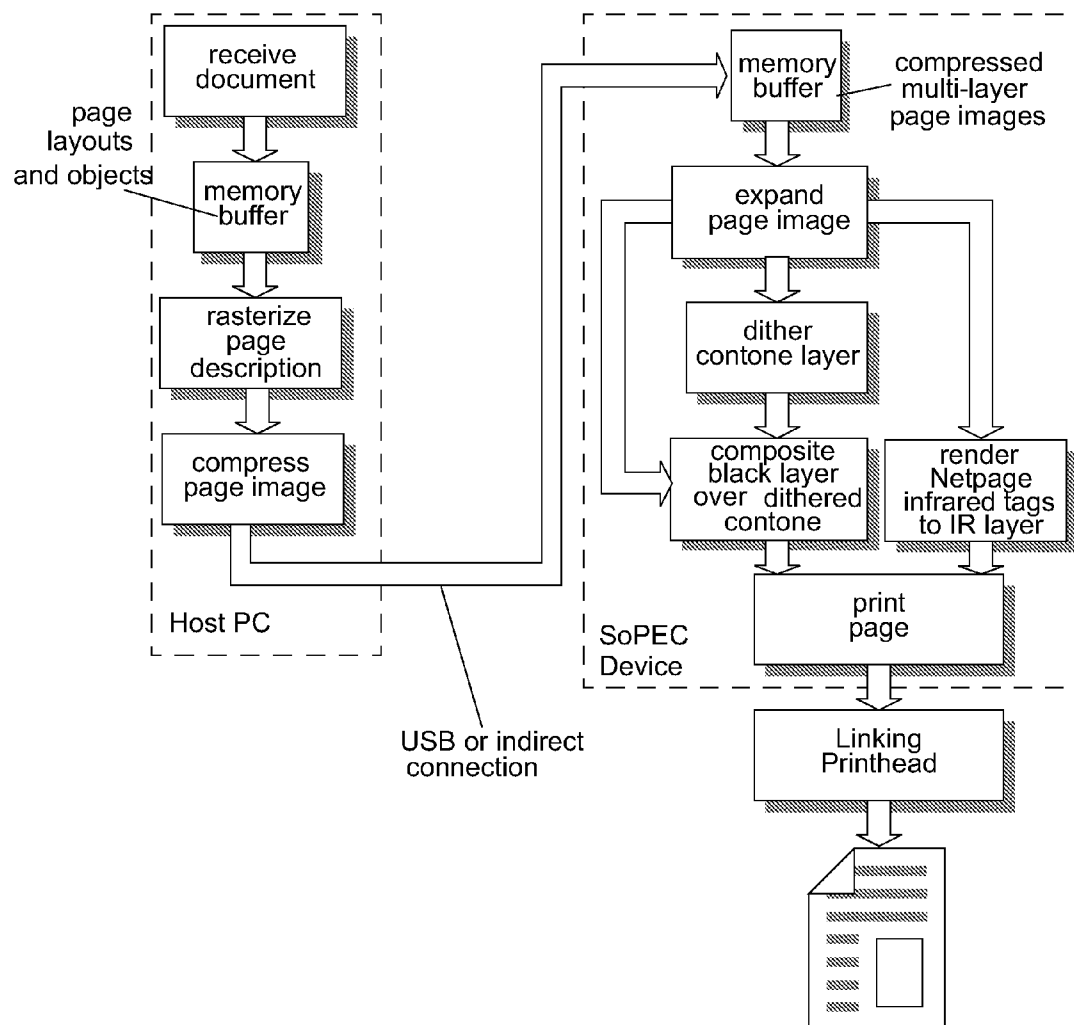 receive
document
page
layouts
and objects
memory
buffer
rasterize
page
description
compress
page image
Host PC
USB or indirect
connection
memory
buffer
compressed
multi-layer
page images
expand
page image
dither
contone layer
composite
black layer
over dithered
contone
render
Netpage
infrared tags
to IR layer
print
page
SoPEC
Device
Linking
Printhead